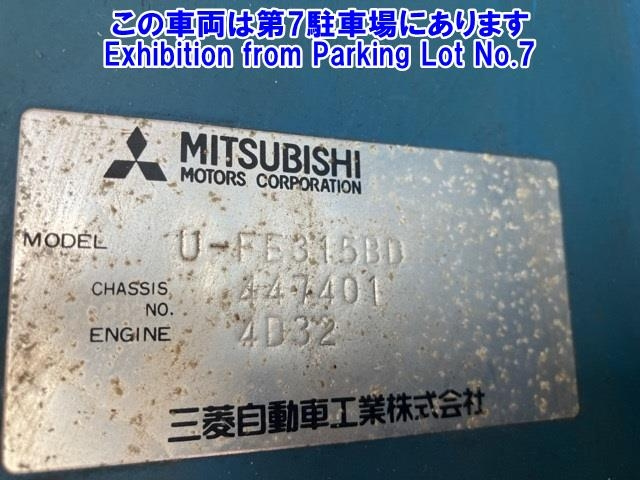 この車両は第7駐車場にあります
Exhibition from Parking Lot No.7
MITSUBISHI
MOTORS CORPORATION
MODEL U-FE315BD
CHASSIS NO. 447401
ENGINE 4D32
三菱自動車工業株式会社